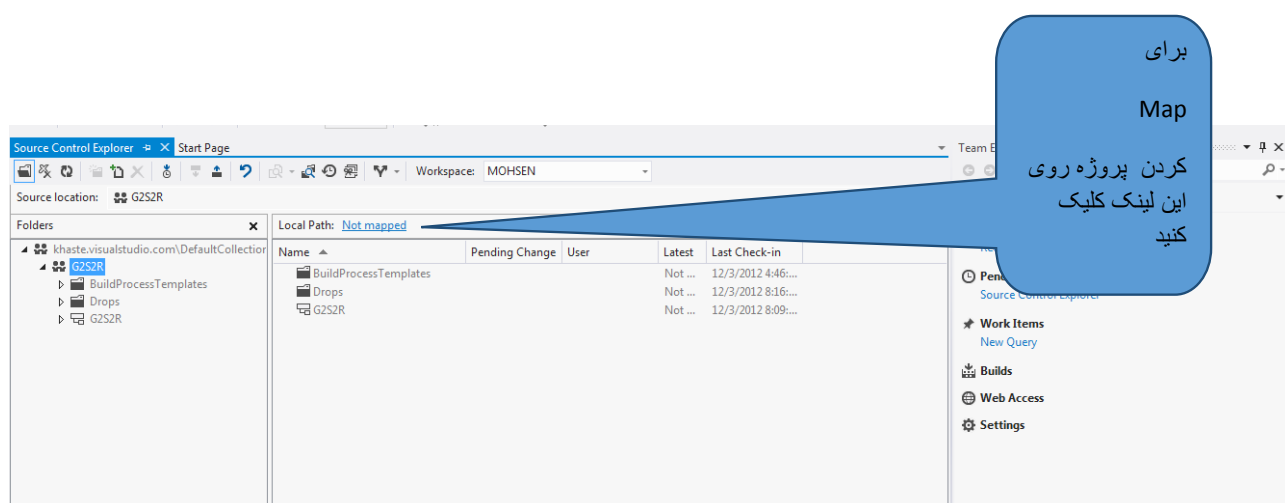 برای
Map
کردن پروژه روی
این لینک کلیک
کنید
Source Control Explorer
Start Page
Team E
Workspace: MOHSEN
Source location: G2S2R
Folders
Local Path: Not mapped
khaste.visualstudio.com\DefaultCollection
G2S2R
BuildProcessTemplates
Drops
G2S2R
Name Pending Change User Latest Last Check-in
BuildProcessTemplates Not ... 12/3/2012 4:46:...
Drops Not ... 12/3/2012 8:16:...
G2S2R Not ... 12/3/2012 8:09:...
Pen
Source Control Explorer
Work Items
New Query
Builds
Web Access
Settings